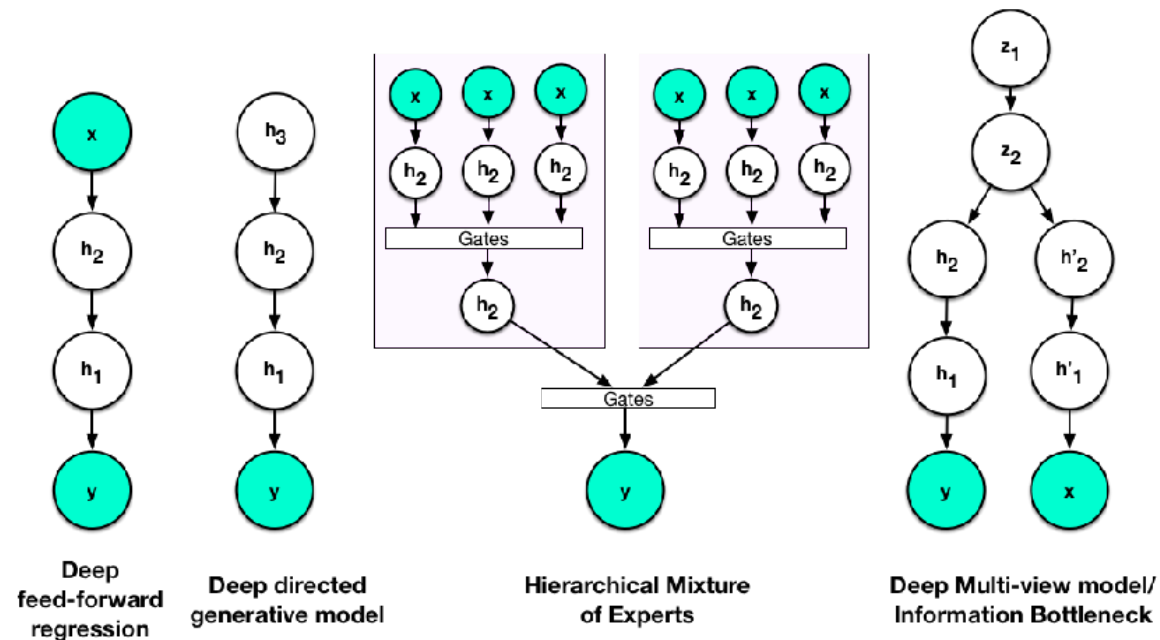 x
h2
h1
y
Deep
feed-forward
regression
h3
h2
h1
y
Deep directed
generative model
x x x
h2 h2 h2
Gates
h2
x x x
h2 h2 h2
Gates
h2
Gates
y
Hierarchical Mixture
of Experts
z1
z2
h2 h'2
h1 h'1
y x
Deep Multi-view model/
Information Bottleneck